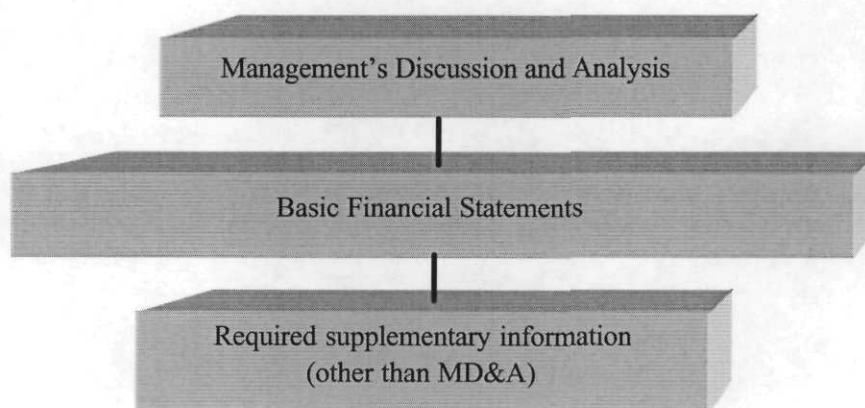 Management’s Discussion and Analysis
Basic Financial Statements
Required supplementary information
(other than MD&A)